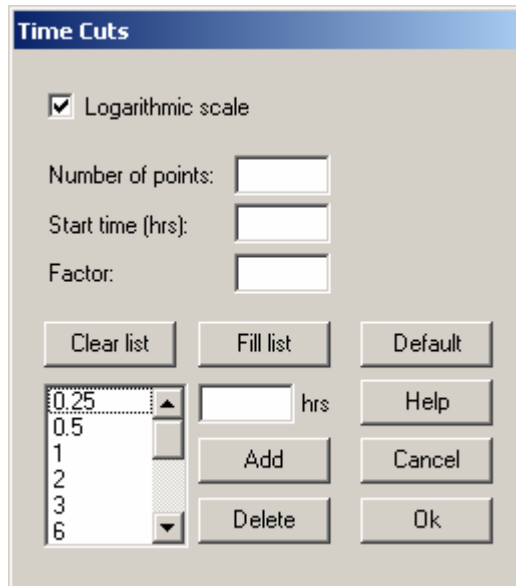 Time Cuts
Logarithmic scale
Number of points:
Start time (hrs):
Factor:
Clear list Fill list Default
0.25
0.5
1
2
3
6
hrs
Add
Delete
Help
Cancel
Ok